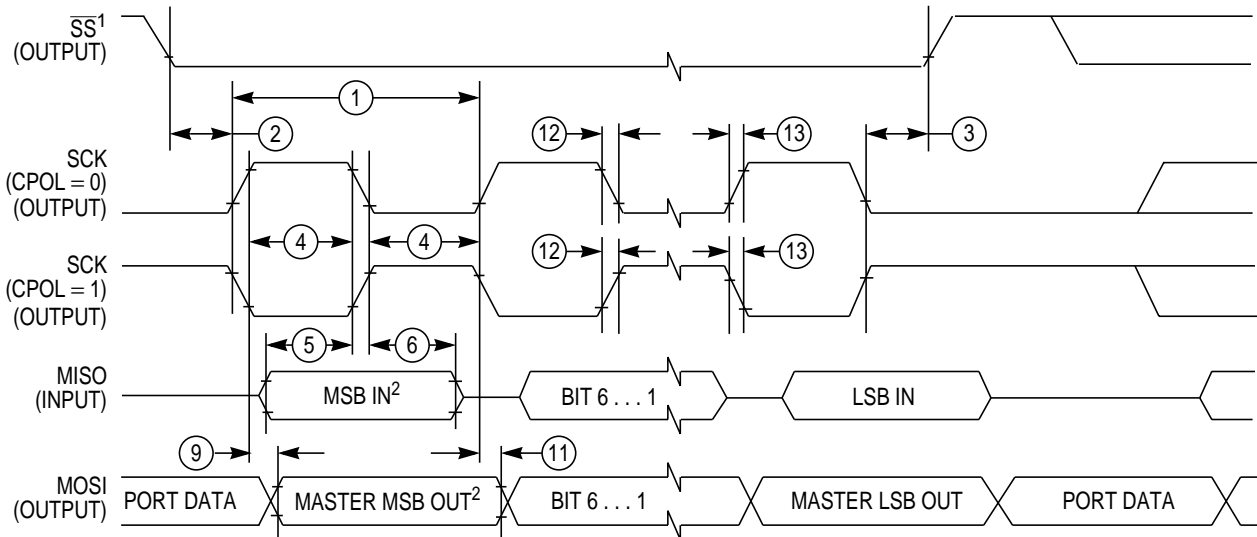 SS¹
(OUTPUT)
1
2
12
13
3
SCK
(CPOL = 0)
(OUTPUT)
4
4
12
13
SCK
(CPOL = 1)
(OUTPUT)
5
6
MISO
(INPUT)
MSB IN²
BIT 6 . . . 1
LSB IN
9
11
MOSI
(OUTPUT)
PORT DATA
MASTER MSB OUT²
BIT 6 . . . 1
MASTER LSB OUT
PORT DATA